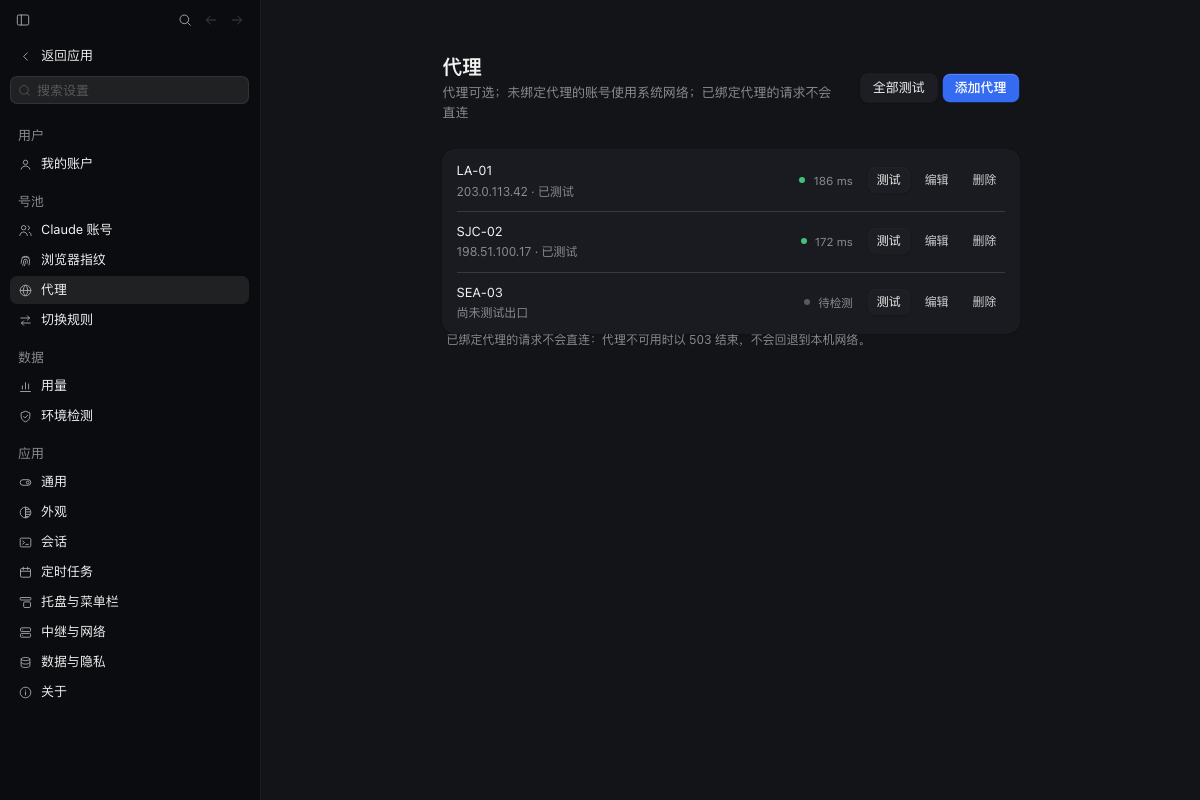 返回应用
搜索设置
用户
我的账户
号池
Claude 账号
浏览器指纹
代理
切换规则
数据
用量
环境检测
应用
通用
外观
会话
定时任务
托盘与菜单栏
中继与网络
数据与隐私
关于
代理
代理可选；未绑定代理的账号使用系统网络；已绑定代理的请求不会
直连
全部测试 添加代理
LA-01
203.0.113.42 · 已测试
186 ms 测试 编辑 删除
SJC-02
198.51.100.17 · 已测试
172 ms 测试 编辑 删除
SEA-03
尚未测试出口
待检测 测试 编辑 删除
已绑定代理的请求不会直连：代理不可用时以 503 结束，不会回退到本机网络。